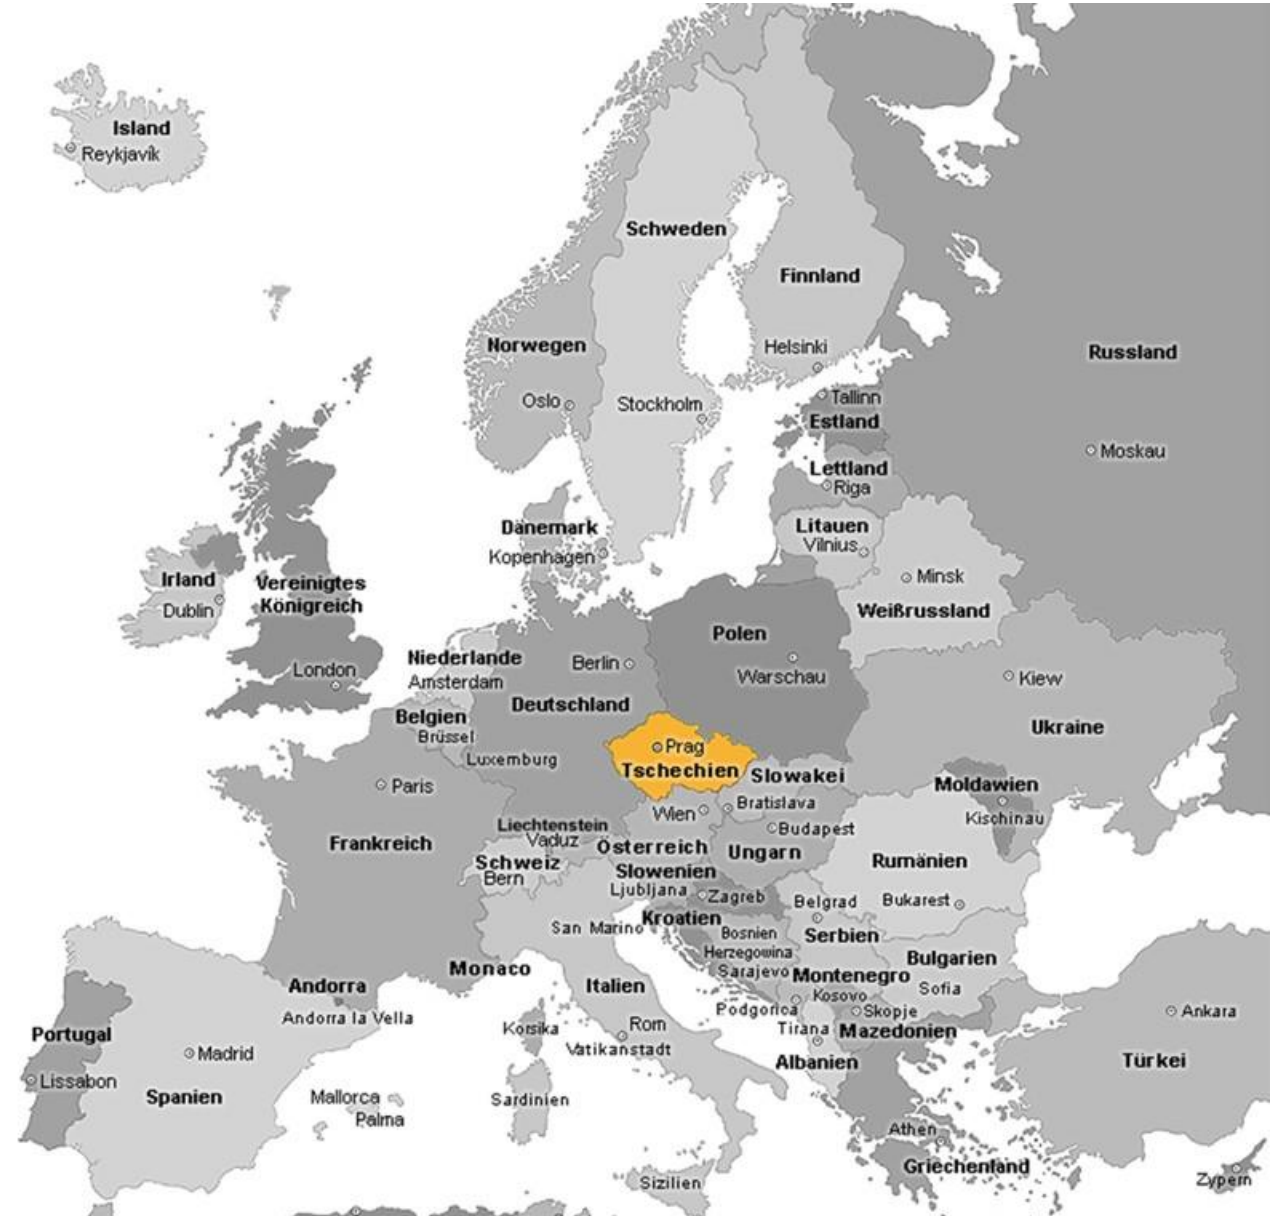 Island
Reykjavík
Schweden
Finnland
Norwegen
Helsinki
Russland
Oslo
Stockholm
Tallinn
Estland
Moskau
Lettland
Riga
Dänemark
Litauen
Kopenhagen
Vilnius
Irland
Vereinigtes
Königreich
Minsk
Dublin
Weißrussland
Polen
London
Niederlande
Berlin
Warschau
Amsterdam
Kiew
Deutschland
Belgien
Ukraine
Brüssel
Prag
Luxemburg
Tschechien
Slowakei
Paris
Moldawien
Wien
Bratislava
Kischinau
Liechtenstein
Budapest
Vaduz
Frankreich
Österreich
Ungarn
Schweiz
Rumänien
Bern
Slowenien
Ljubljana
Zagreb
Belgrad
Bukarest
San Marino
Kroatien
Bosnien
Serbien
Herzegowina
Bulgarien
Monaco
Sarajevo
Montenegro
Andorra
Italien
Kosovo
Sofia
Andorra la Vella
Podgorica
Skopje
Ankara
Portugal
Korsika
Rom
Tirana
Mazedonien
Madrid
Vatikanstadt
Albanien
Türkei
Lissabon
Spanien
Mallorca
Sardinien
Palma
Athen
Griechenland
Sizilien
Zypern